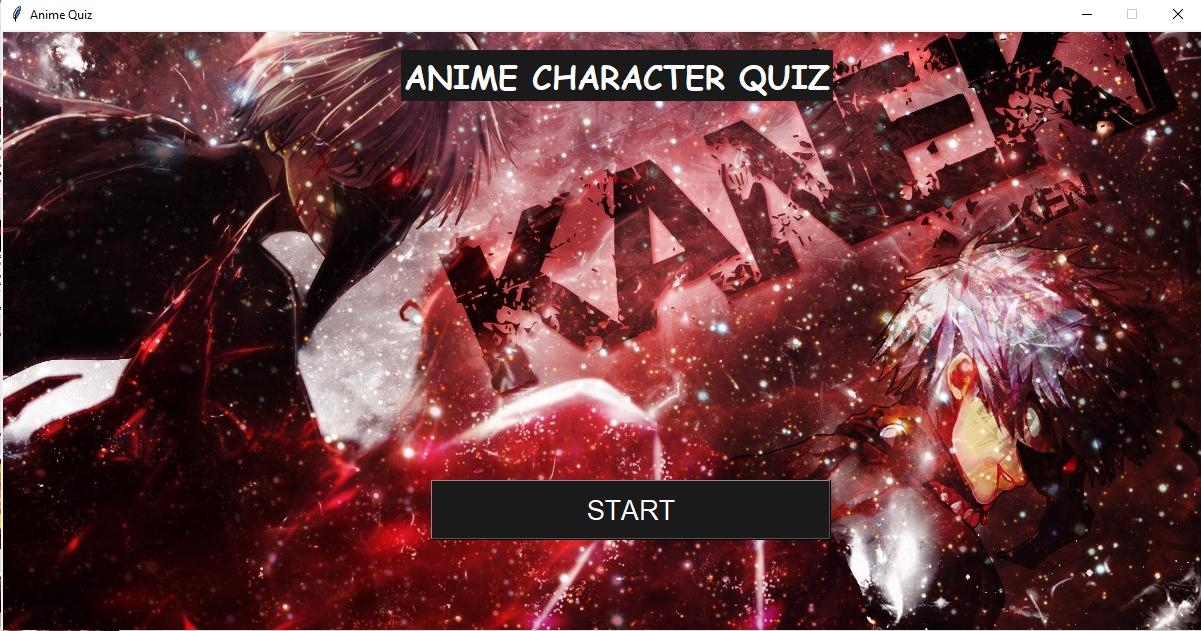 Anime Quiz
ANIME CHARACTER QUIZ
KANEKI
KEN
START